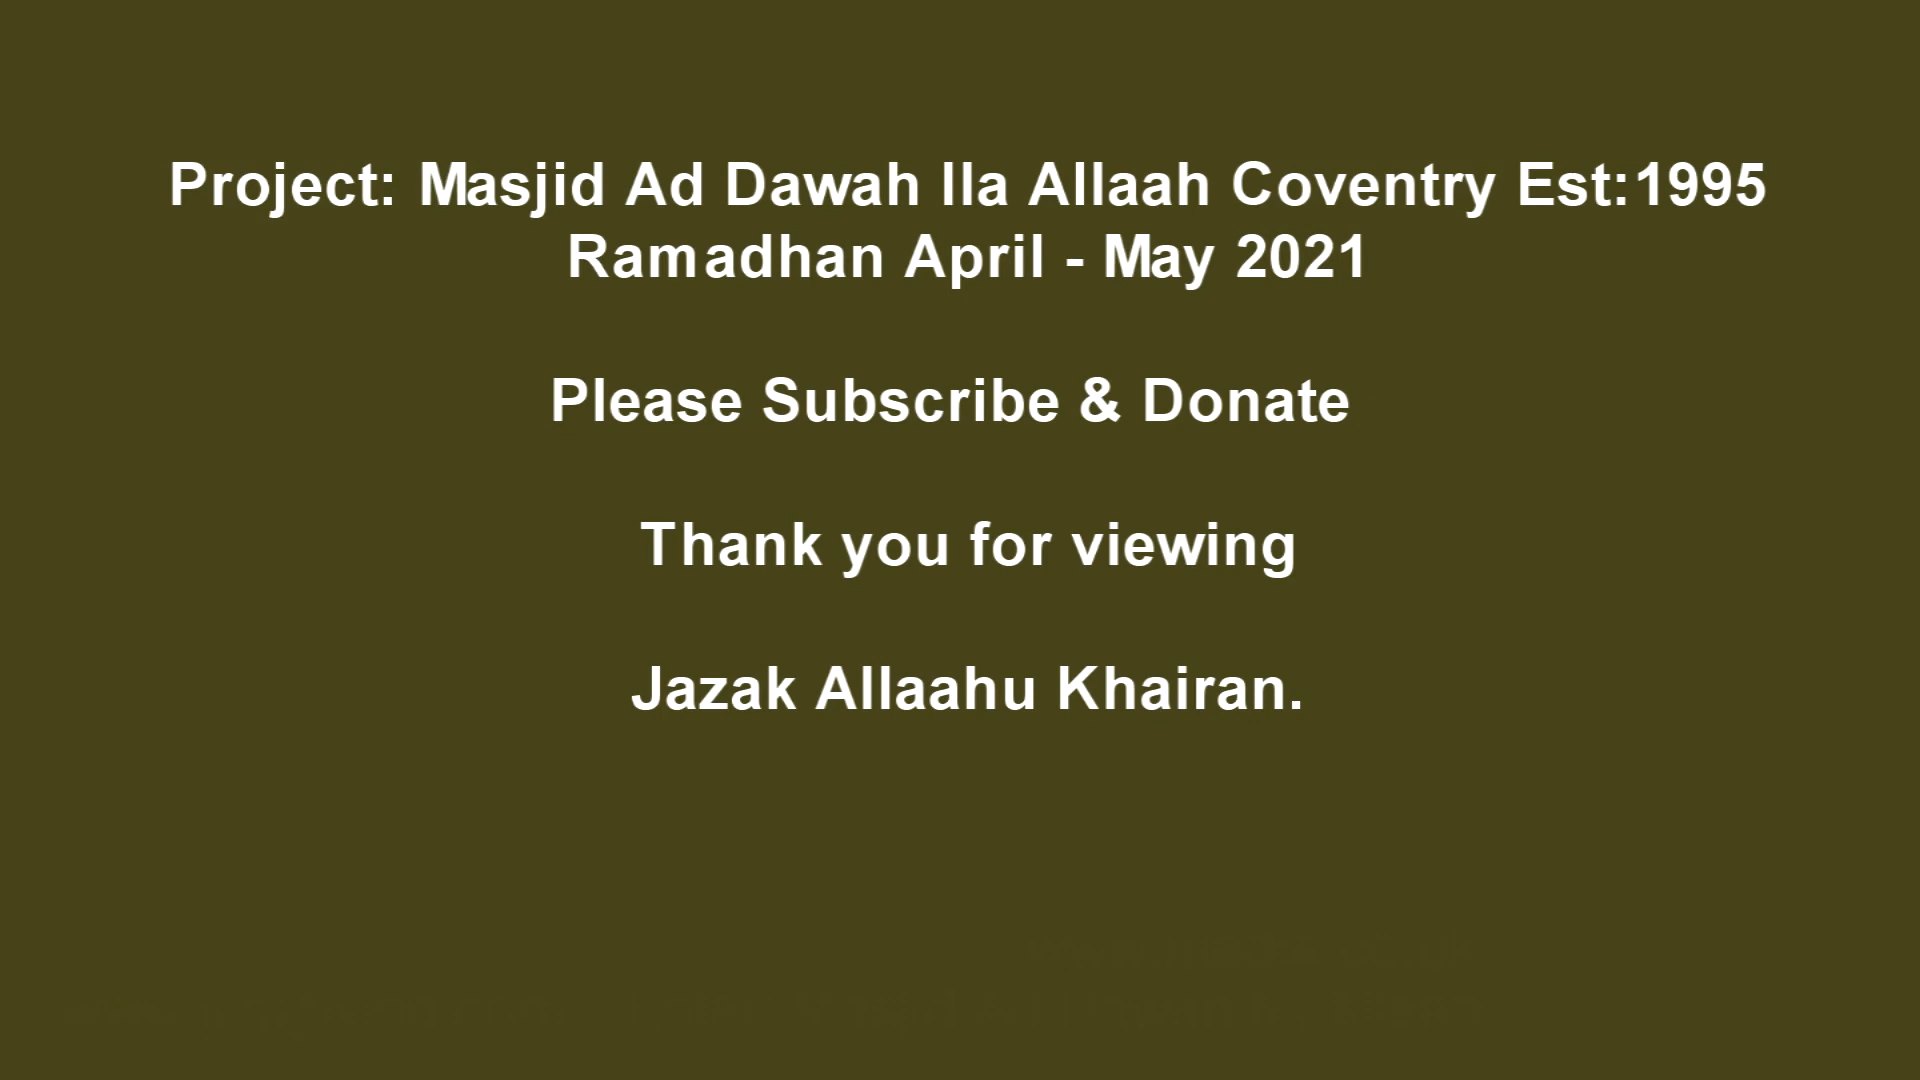 Project: Masjid Ad Dawah Ila Allaah Coventry Est:1995
Ramadhan April - May 2021
Please Subscribe & Donate
Thank you for viewing
Jazak Allaahu Khairan.